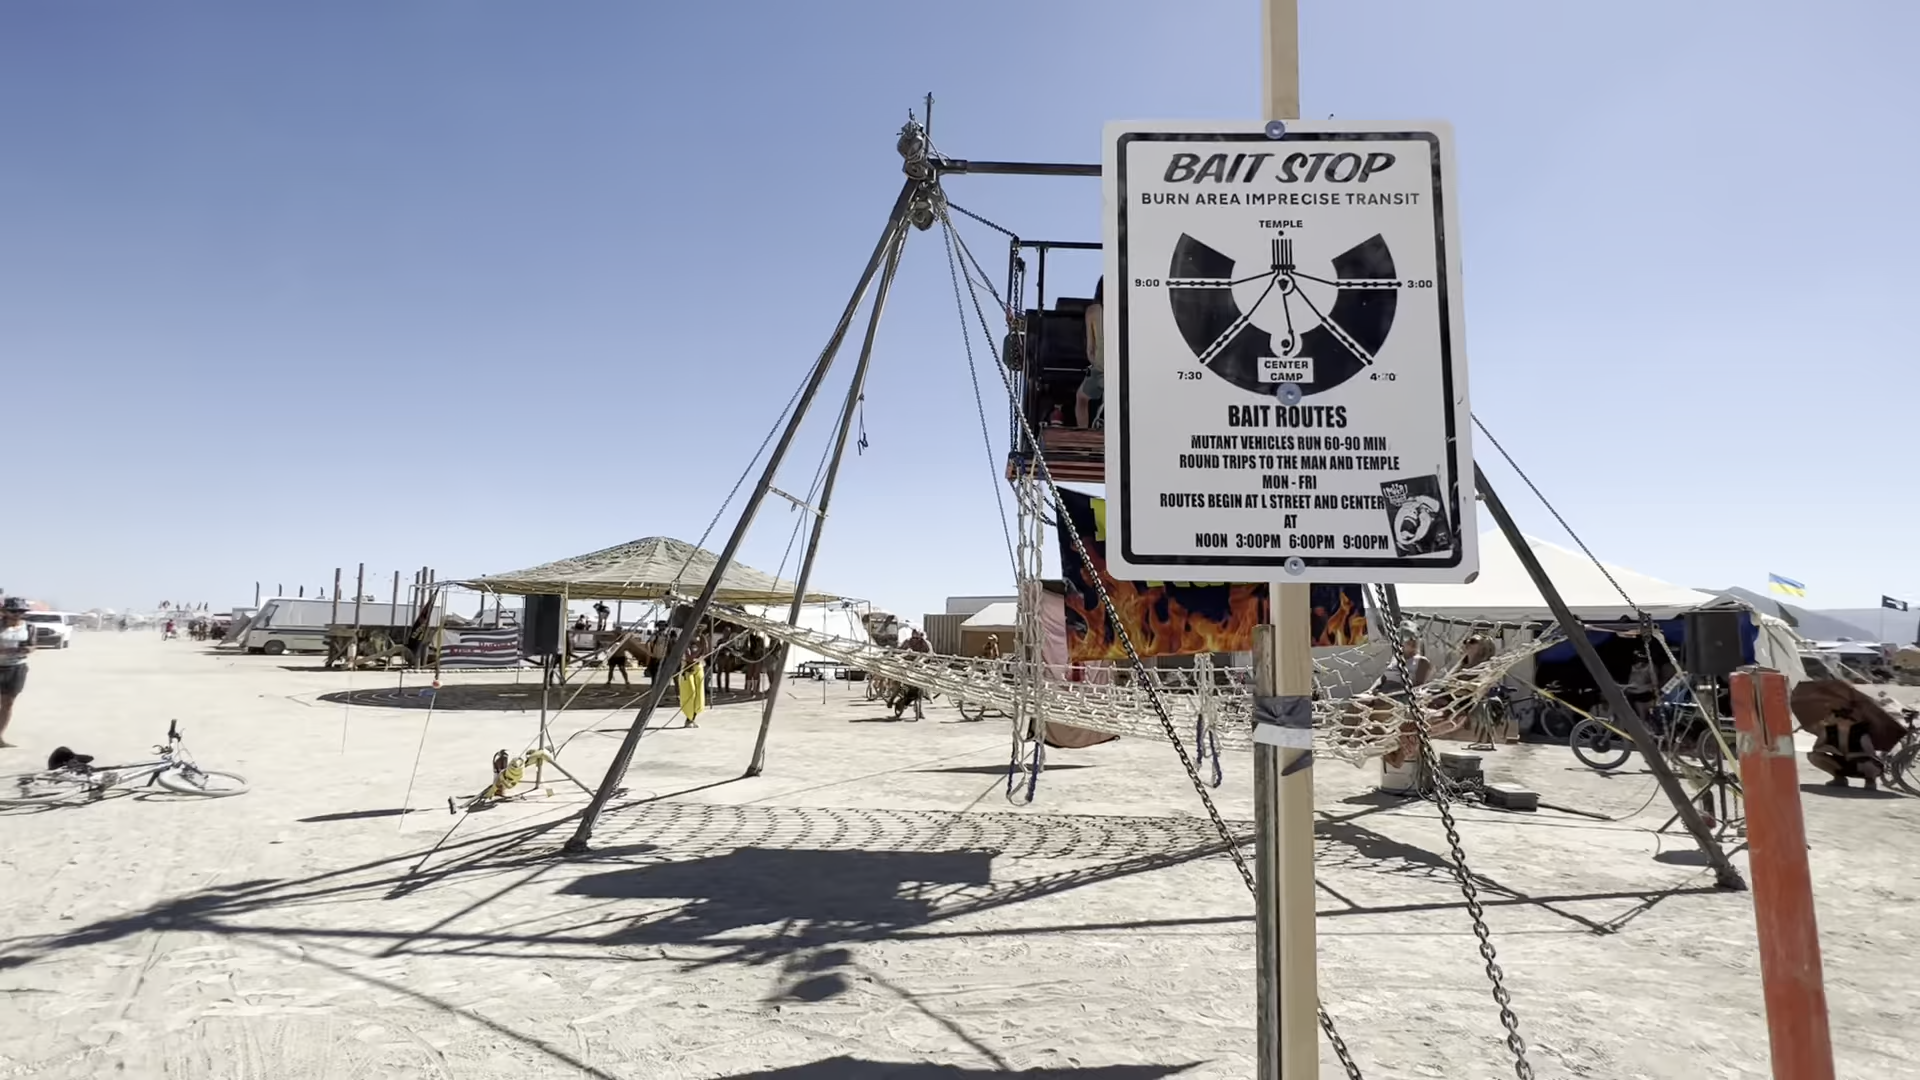 BAIT STOP
BURN AREA IMPRECISE TRANSIT
TEMPLE
9:00
3:00
CENTER
CAMP
7:30
4:20
BAIT ROUTES
MUTANT VEHICLES RUN 60-90 MIN
ROUND TRIPS TO THE MAN AND TEMPLE
MON - FRI
ROUTES BEGIN AT L STREET AND CENTER
AT
NOON 3:00PM 6:00PM 9:00PM